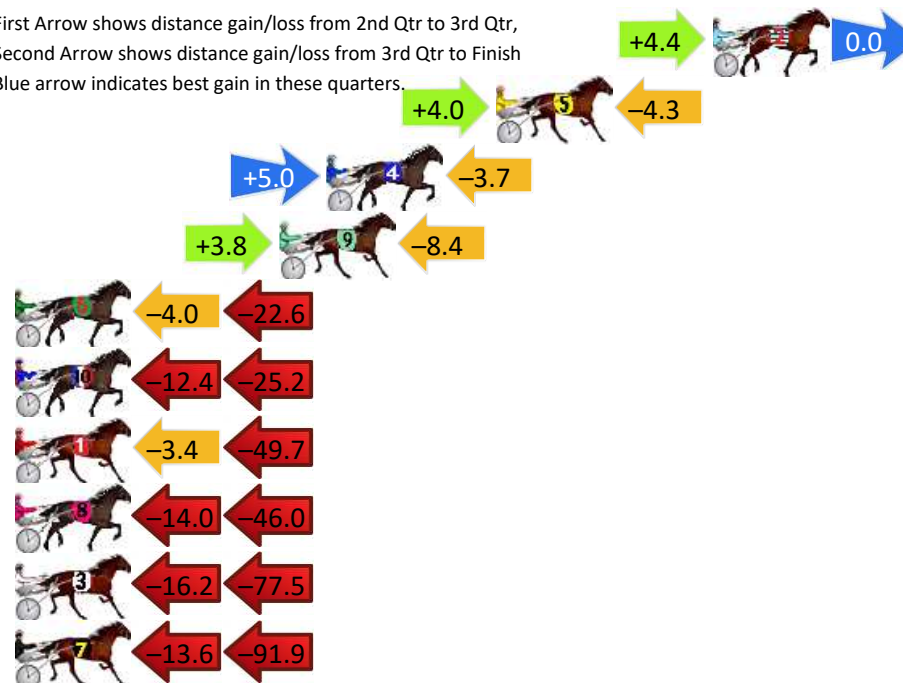 First Arrow shows distance gain/loss from 2nd Qtr to 3rd Qtr,
Second Arrow shows distance gain/loss from 3rd Qtr to Finish
Blue arrow indicates best gain in these quarters.
+4.4 2 0.0
+4.0 5 –4.3
+5.0 4 –3.7
+3.8 9 –8.4
6 –4.0 –22.6
10 –12.4 –25.2
1 –3.4 –49.7
8 –14.0 –46.0
3 –16.2 –77.5
7 –13.6 –91.9